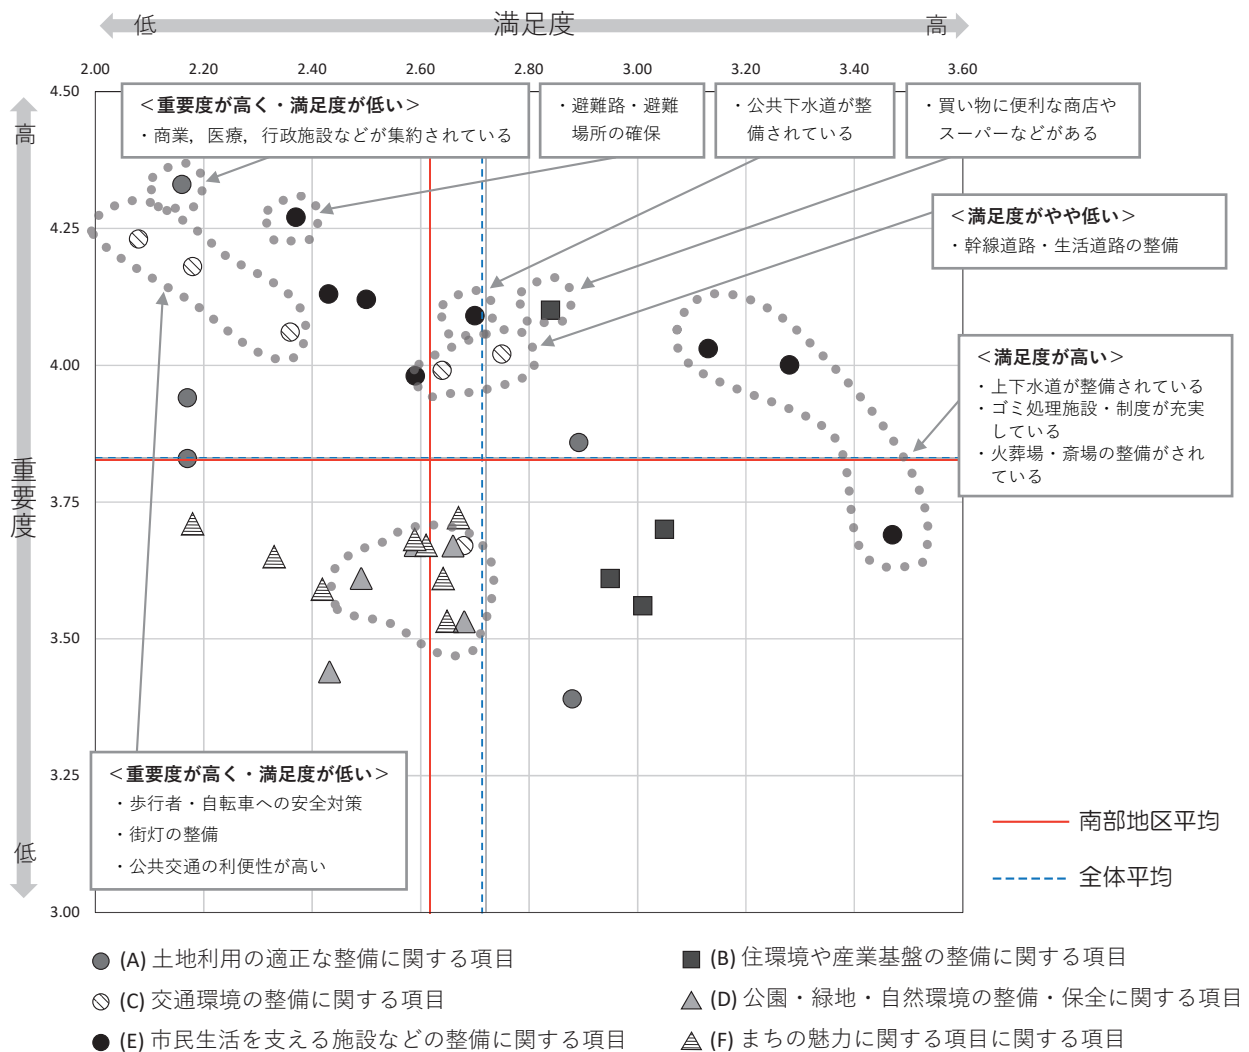 低 満足度 高
2.00 2.20 2.40 2.60 2.80 3.00 3.20 3.40 3.60
4.50
高
4.25
4.00
重要度
3.75
3.50
3.25
低
3.00
＜重要度が高く・満足度が低い＞
・商業，医療，行政施設などが集約されている
・避難路・避難
場所の確保
・公共下水道が整
備されている
・買い物に便利な商店や
スーパーなどがある
＜満足度がやや低い＞
・幹線道路・生活道路の整備
＜満足度が高い＞
・上下水道が整備されている
・ゴミ処理施設・制度が充実
している
・火葬場・斎場の整備がされ
ている
＜重要度が高く・満足度が低い＞
・歩行者・自転車への安全対策
・街灯の整備
・公共交通の利便性が高い
南部地区平均
全体平均
(A) 土地利用の適正な整備に関する項目
(B) 住環境や産業基盤の整備に関する項目
(C) 交通環境の整備に関する項目
(D) 公園・緑地・自然環境の整備・保全に関する項目
(E) 市民生活を支える施設などの整備に関する項目
(F) まちの魅力に関する項目に関する項目